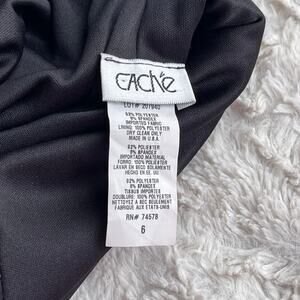 CACHé
LOT# 207940
92% POLYESTER
8% SPANDEX
IMPORTED FABRIC
LINING: 100% POLYESTER
DRY CLEAN ONLY
MADE IN U.S.A.
92% POLYESTER
8% SPANDEX
IMPORTADO MATERIAL
FORRO: 100% POLYESTER
LAVAR EN SECO SOLAMENTE
HECHO EN EE. UU
92% POLYESTER
8% SPANDEX
TISSUS IMPORTES
DOUBLURE: 100% POLYESTER
NETTOYEZ A SEC SEULEMENT
FABRIQUE AUX ETATS-UNIS
RN# 74578
6